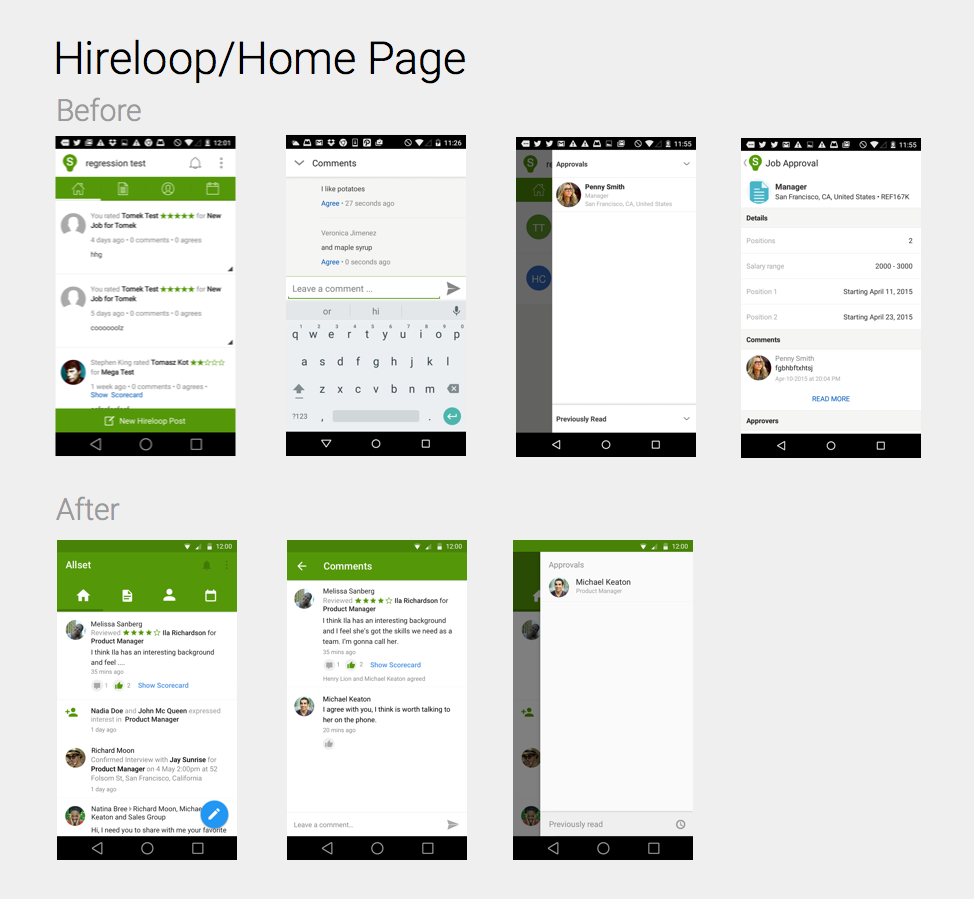 Hireloop/Home Page
Before
12:01
regression test
You rated Tomek Test ★★★★★ for New
Job for Tomek
4 days ago • 0 comments • 0 agrees
hhg
You rated Tomek Test ★★★★★ for New
Job for Tomek
5 days ago • 0 comments • 0 agrees
coooooolz
Stephen King rated Tomasz Kot ★★☆☆☆
for Mega Test
1 week ago • 0 comments • 0 agrees •
Show Scorecard
New Hireloop Post
11:26
Comments
I like potatoes
Agree • 27 seconds ago
Veronica Jimenez
and maple syrup
Agree • 0 seconds ago
Leave a comment ...
or hi
1 2 3 4 5 6 7 8 9 0
q w e r t y u i o p
a s d f g h j k l
z x c v b n m
?123 , .
11:55
re
Approvals
TT
HC
Penny Smith
Manager
San Francisco, CA, United States
Previously Read
11:55
Job Approval
Manager
San Francisco, CA, United States • REF167K
Details
Positions 2
Salary range 2000 - 3000
Position 1 Starting April 11, 2015
Position 2 Starting April 23, 2015
Comments
Penny Smith
fgbhbftxhtsj
Apr-10-2015 at 20:04 PM
READ MORE
Approvers
After
12:00
Allset
Melissa Sanberg
Reviewed ★★★★☆ Ila Richardson for
Product Manager
I think Ila has an interesting background
and feel ....
35 mins ago
1 2 Show Scorecard
Nadia Doe and John Mc Queen expressed
interest in Product Manager
1 day ago
Richard Moon
Confirmed Interview with Jay Sunrise for
Product Manager on 4 May 2:00pm at 52
Folsom St, San Francisco, California
1 day ago
Natina Bree › Richard Moon, Michae
Keaton and Sales Group
Hi, I need you to share with me your favorite
12:00
Comments
Melissa Sanberg
Reviewed ★★★★☆ Ila Richardson for
Product Manager
I think Ila has an interesting background
and I feel she's got the skills we need as a
team. I'm gonna call her.
35 mins ago
1 2 Show Scorecard
Henry Lion and Michael Keaton agreed
Michael Keaton
I agree with you, I think is worth talking to
her on the phone.
20 mins ago
Leave a comment...
12:00
Approvals
Michael Keaton
Product Manager
Previously read